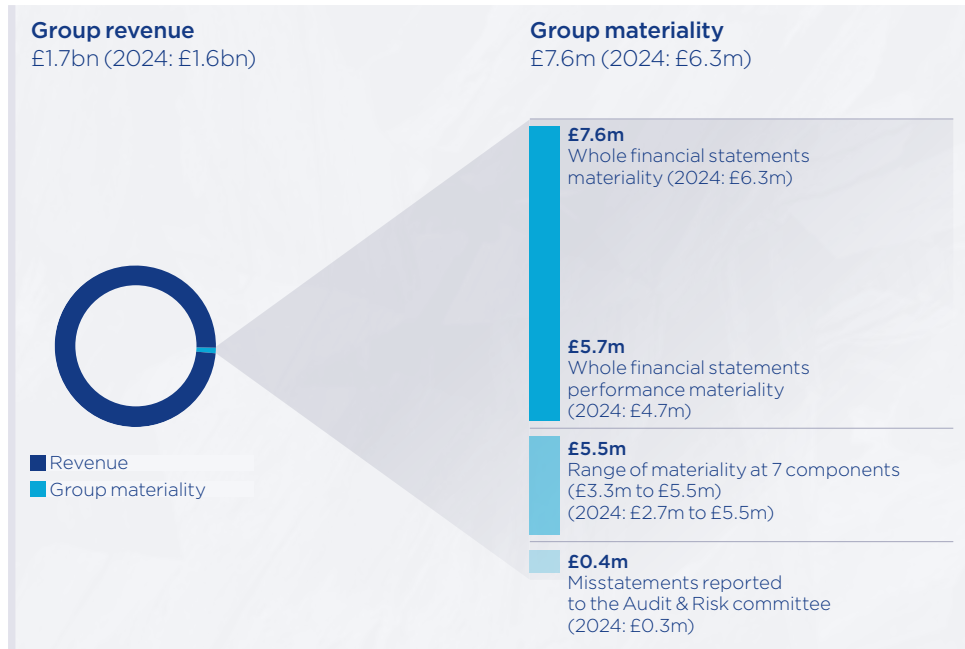 Group revenue
£1.7bn (2024: £1.6bn)
Revenue
Group materiality
Group materiality
£7.6m (2024: £6.3m)
£7.6m
Whole financial statements
materiality (2024: £6.3m)
£5.7m
Whole financial statements
performance materiality
(2024: £4.7m)
£5.5m
Range of materiality at 7 components
(£3.3m to £5.5m)
(2024: £2.7m to £5.5m)
£0.4m
Misstatements reported
to the Audit & Risk committee
(2024: £0.3m)